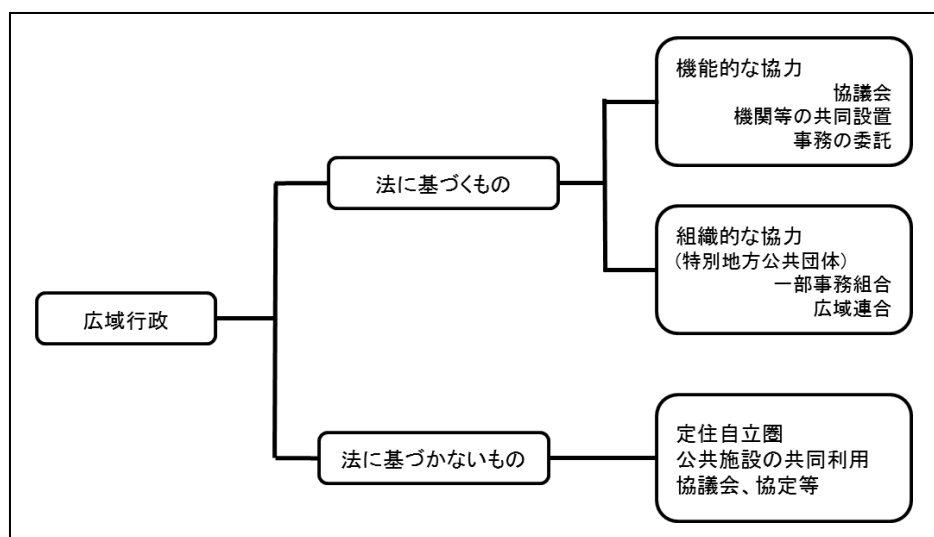 広域行政
法に基づくもの
機能的な協力
協議会
機関等の共同設置
事務の委託
組織的な協力
(特別地方公共団体)
一部事務組合
広域連合
法に基づかないもの
定住自立圏
公共施設の共同利用
協議会、協定等